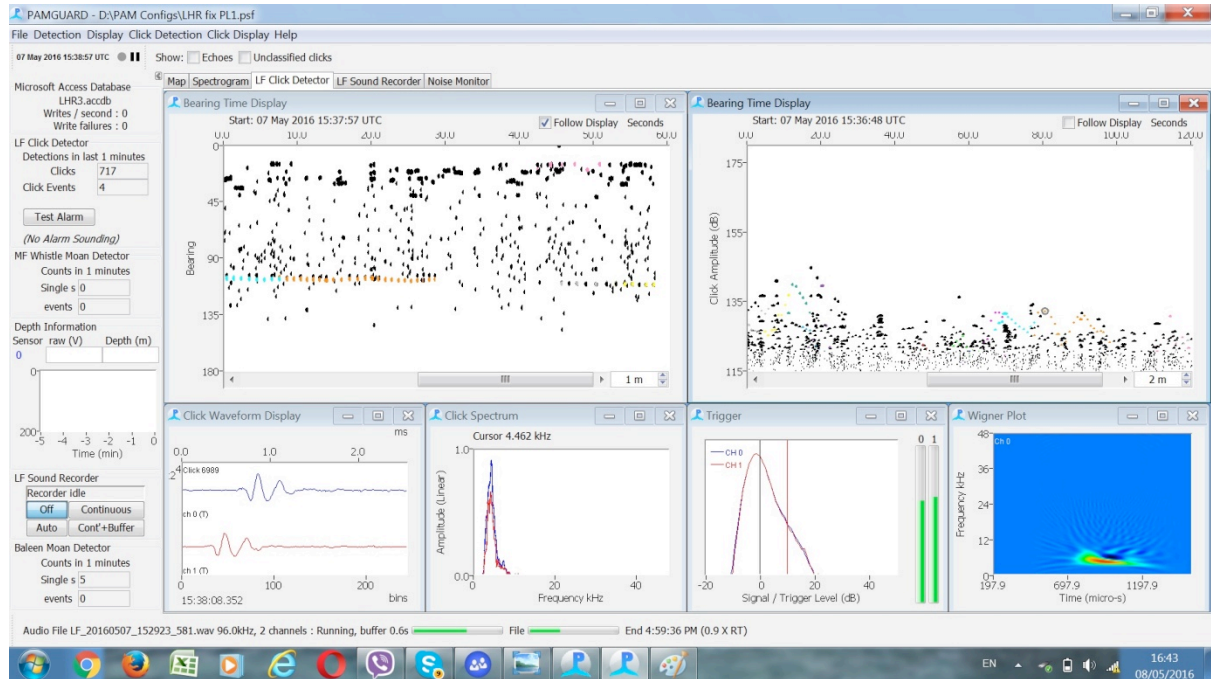 PAMGUARD - D:\PAM Configs\LHR fix PL1.psf
File Detection Display Click Detection Click Display Help
07 May 2016 15:38:57 UTC
Show: Echoes Unclassified clicks
Map Spectrogram LF Click Detector LF Sound Recorder Noise Monitor
Microsoft Access Database
LHR3.accdb
Writes / second : 0
Write failures : 0
LF Click Detector
Detections in last 1 minutes
Clicks 717
Click Events 4
Test Alarm
(No Alarm Sounding)
MF Whistle Moan Detector
Counts in 1 minutes
Single s 0
events 0
Depth Information
Sensor raw (V) Depth (m)
0
0
200
-5 -4 -3 -2 -1 0
Time (min)
LF Sound Recorder
Recorder idle
Off Continuous
Auto Cont'+Buffer
Baleen Moan Detector
Counts in 1 minutes
Single s 5
events 0
Bearing Time Display
Start: 07 May 2016 15:37:57 UTC
Follow Display Seconds
0.0 10.0 20.0 30.0 40.0 50.0 60.0
0
45
90
135
180
Bearing
1 m
Bearing Time Display
Start: 07 May 2016 15:36:48 UTC
Follow Display Seconds
0.0 20.0 40.0 60.0 80.0 100.0 120.0
175
155
135
115
Click Amplitude (dB)
2 m
Click Waveform Display
ms
0.0 1.0 2.0
Click 6989
ch 0 (T)
ch 1 (T)
0 100 200
15:38:08.352 bins
Click Spectrum
Cursor 4.462 kHz
1.0
0.0
Amplitude (Linear)
0 20 40
Frequency kHz
Trigger
0 1
CH 0
CH 1
-20 0 20 40
Signal / Trigger Level (dB)
Wigner Plot
Ch 0
48
36
24
12
0
Frequency kHz
197.9 697.9 1197.9
Time (micro-s)
Audio File LF_20160507_152923_581.wav 96.0kHz, 2 channels : Running, buffer 0.6s File End 4:59:36 PM (0.9 X RT)
EN
16:43
08/05/2016